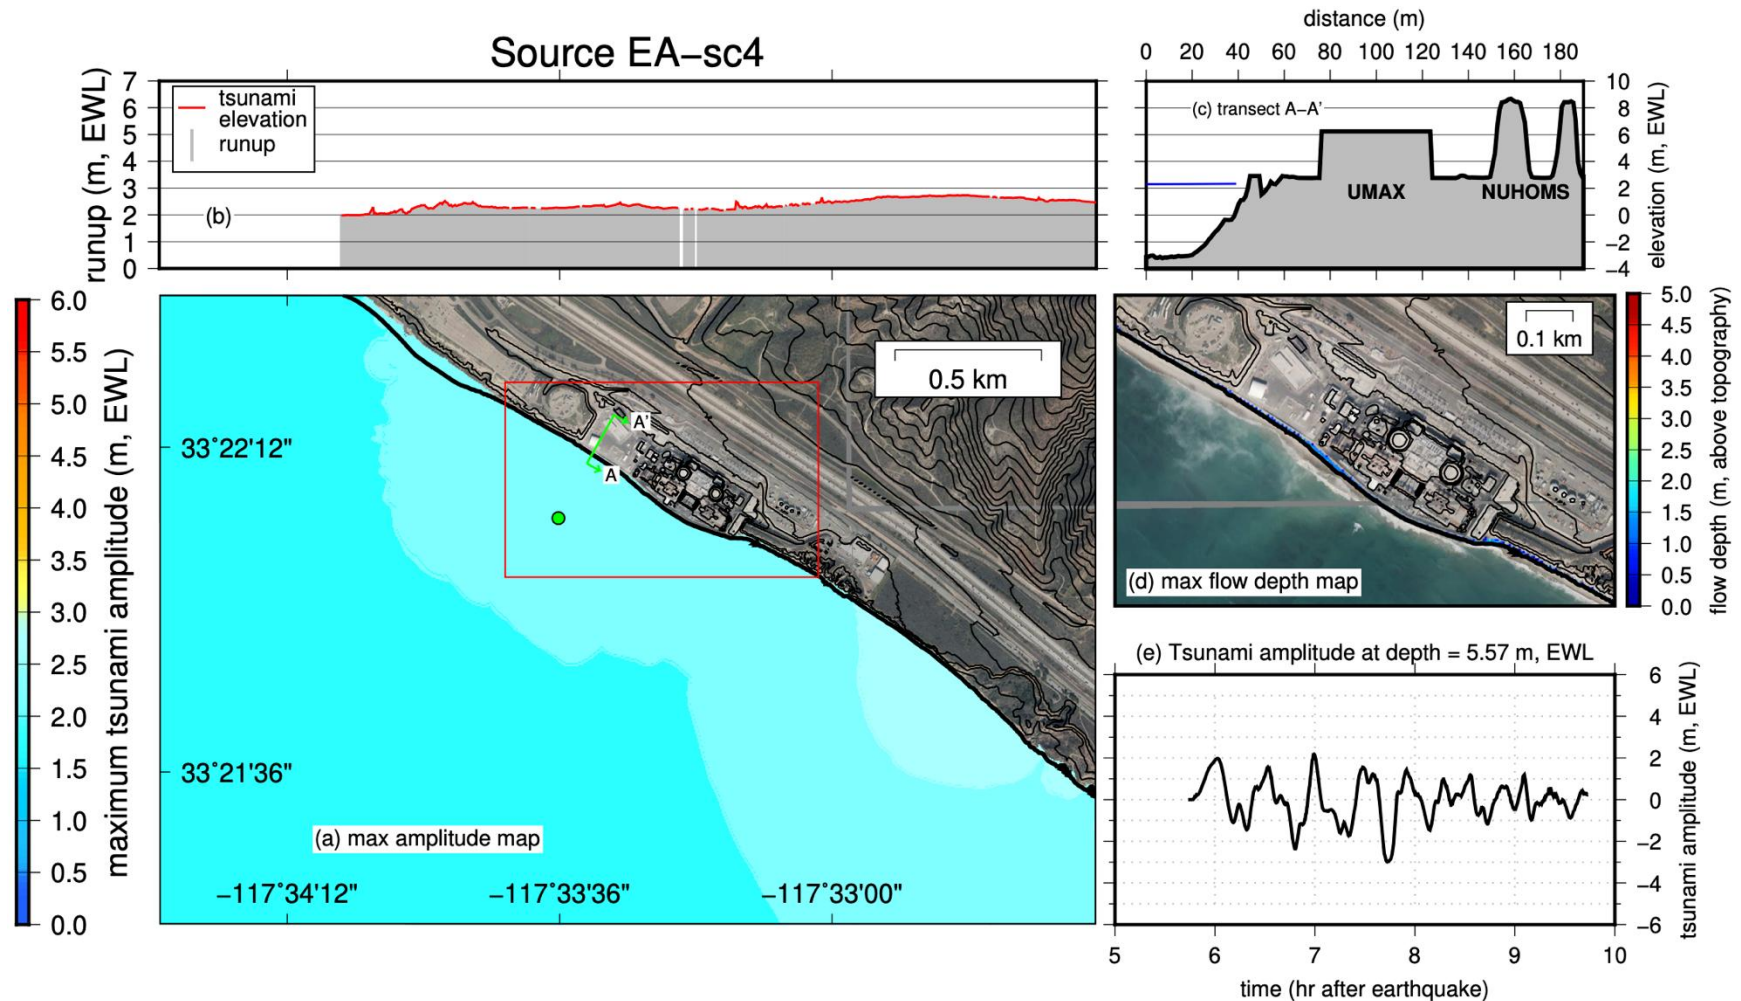 Source EA−sc4
runup (m, EWL)
7
6
5
4
3
2
1
0
tsunami
elevation
runup
(b)
distance (m)
0 20 40 60 80 100 120 140 160 180
(c) transect A−A'
UMAX
NUHOMS
10
8
6
4
2
0
−2
−4
elevation (m, EWL)
6.0
5.5
5.0
4.5
4.0
3.5
3.0
2.5
2.0
1.5
1.0
0.5
0.0
maximum tsunami amplitude (m, EWL)
0.5 km
A'
A
33˚22'12"
33˚21'36"
(a) max amplitude map
−117˚34'12" −117˚33'36" −117˚33'00"
0.1 km
(d) max flow depth map
5.0
4.5
4.0
3.5
3.0
2.5
2.0
1.5
1.0
0.5
0.0
flow depth (m, above topography)
(e) Tsunami amplitude at depth = 5.57 m, EWL
6
4
2
0
−2
−4
−6
tsunami amplitude (m, EWL)
5 6 7 8 9 10
time (hr after earthquake)